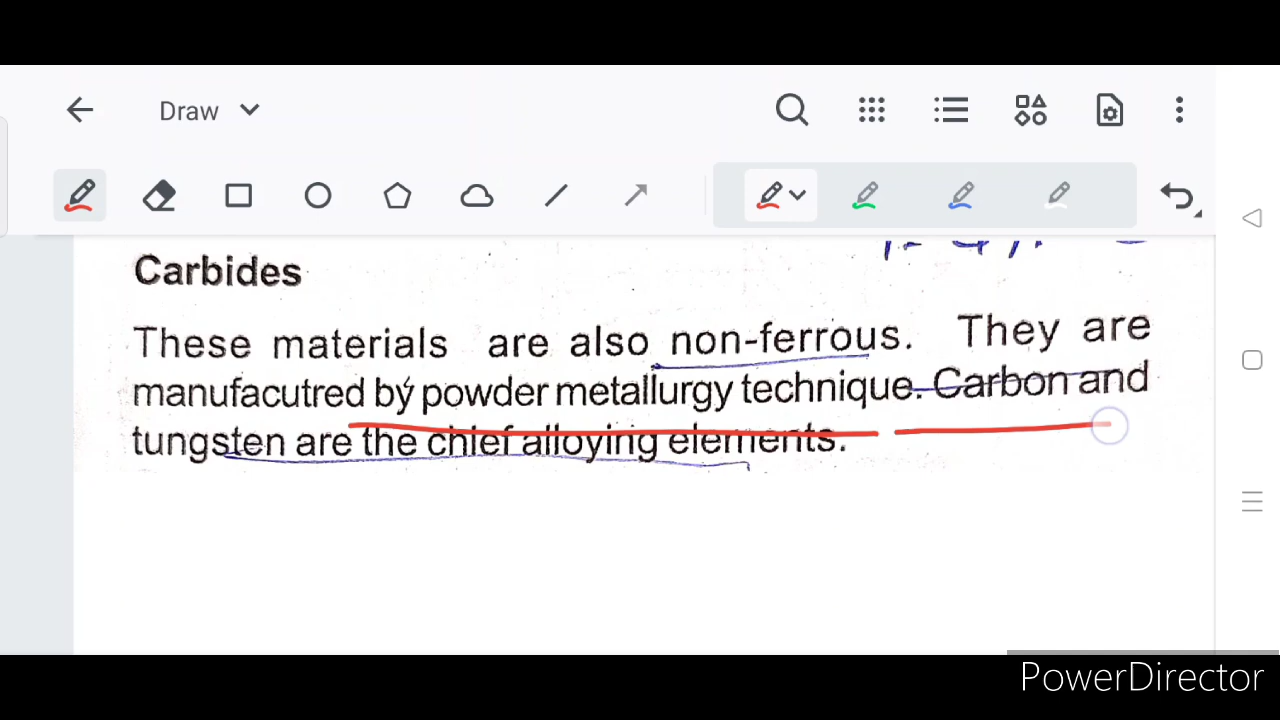 Draw
Carbides
These materials are also non-ferrous. They are
manufacutred by powder metallurgy technique. Carbon and
tungsten are the chief alloying elements.
PowerDirector